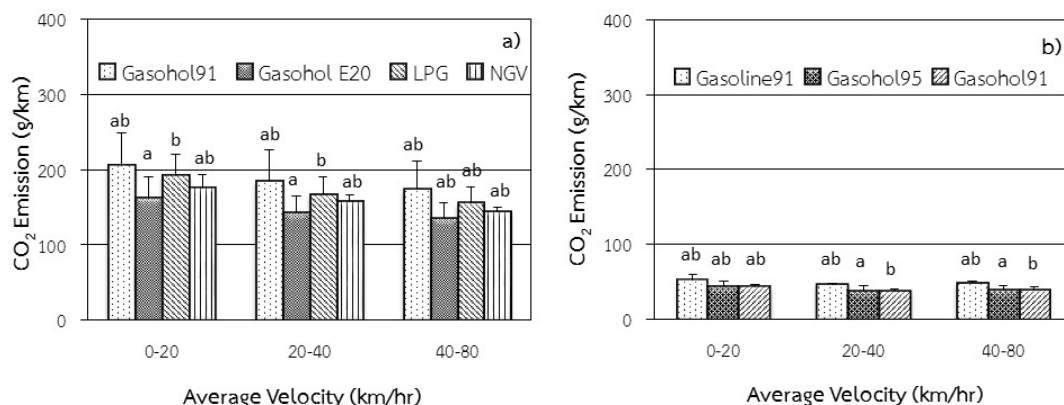 400
300
200
100
0
CO2 Emission (g/km)
a)
Gasohol91 Gasohol E20 LPG NGV
ab a b ab
ab a b ab
ab ab ab ab
0-20 20-40 40-80
Average Velocity (km/hr)
400
300
200
100
0
CO2 Emission (g/km)
b)
Gasoline91 Gasohol95 Gasohol91
ab ab ab
ab a b
ab a b
0-20 20-40 40-80
Average Velocity (km/hr)